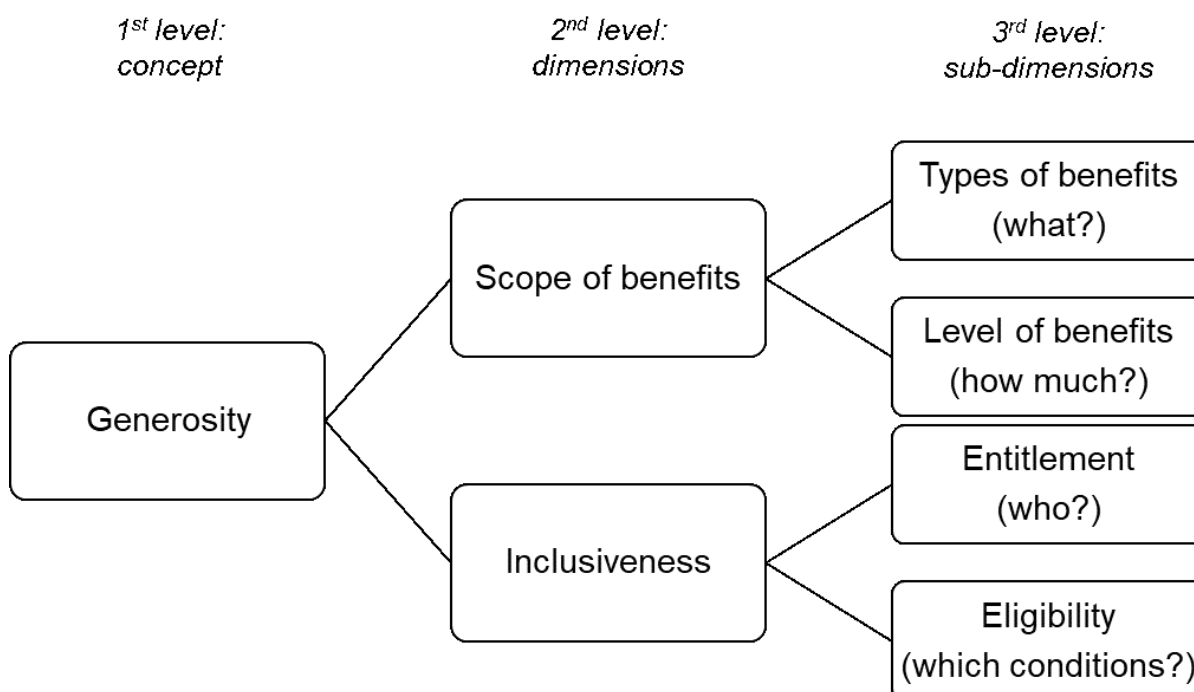 1st level:
concept
2nd level:
dimensions
3rd level:
sub-dimensions
Types of benefits
(what?)
Scope of benefits
Level of benefits
(how much?)
Generosity
Entitlement
(who?)
Inclusiveness
Eligibility
(which conditions?)